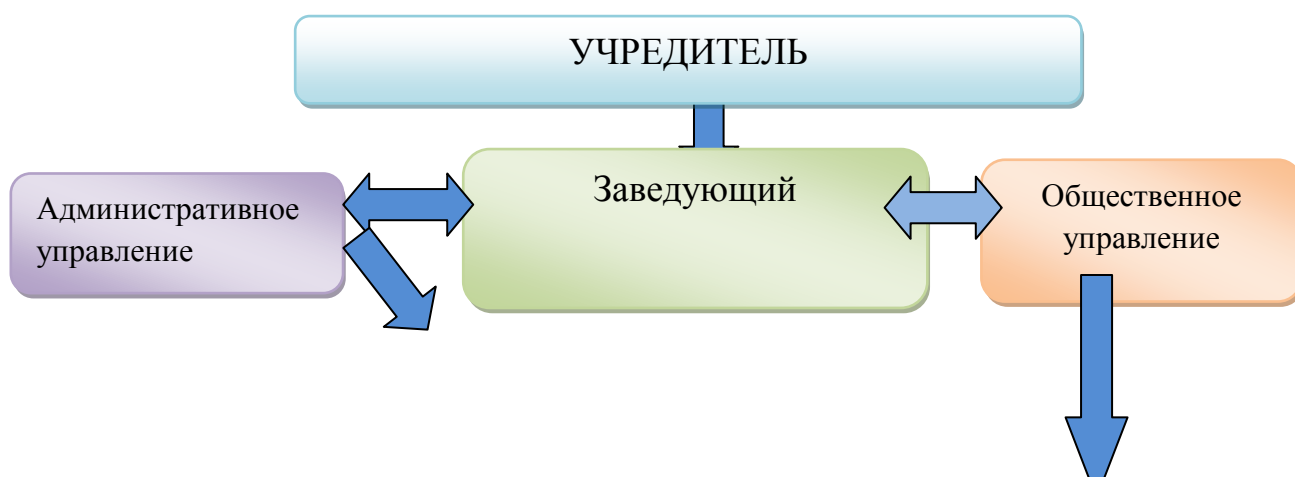 УЧРЕДИТЕЛЬ
Заведующий
Административное
управление
Общественное
управление